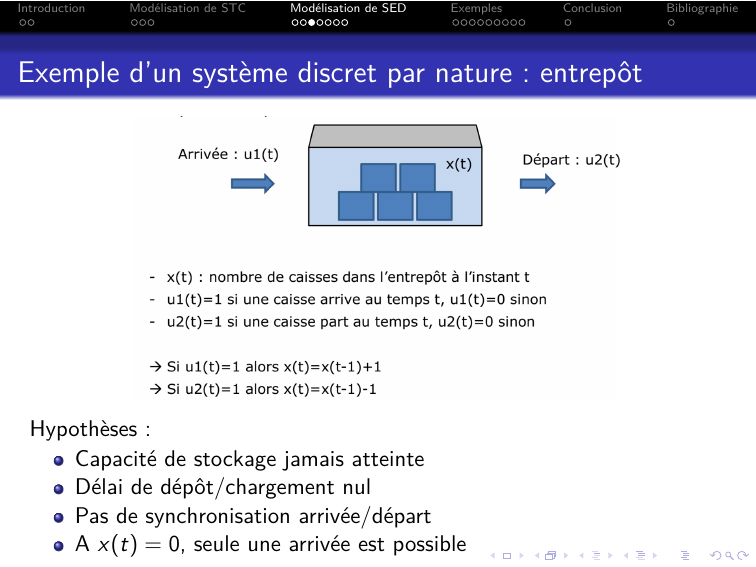 Introduction Modélisation de STC Modélisation de SED Exemples Conclusion Bibliographie
Exemple d'un système discret par nature : entrepôt
Arrivée : u1(t)
x(t)
Départ : u2(t)
- x(t) : nombre de caisses dans l'entrepôt à l'instant t
- u1(t)=1 si une caisse arrive au temps t, u1(t)=0 sinon
- u2(t)=1 si une caisse part au temps t, u2(t)=0 sinon
→ Si u1(t)=1 alors x(t)=x(t-1)+1
→ Si u2(t)=1 alors x(t)=x(t-1)-1
Hypothèses :
Capacité de stockage jamais atteinte
Délai de dépôt/chargement nul
Pas de synchronisation arrivée/départ
A x(t) = 0, seule une arrivée est possible